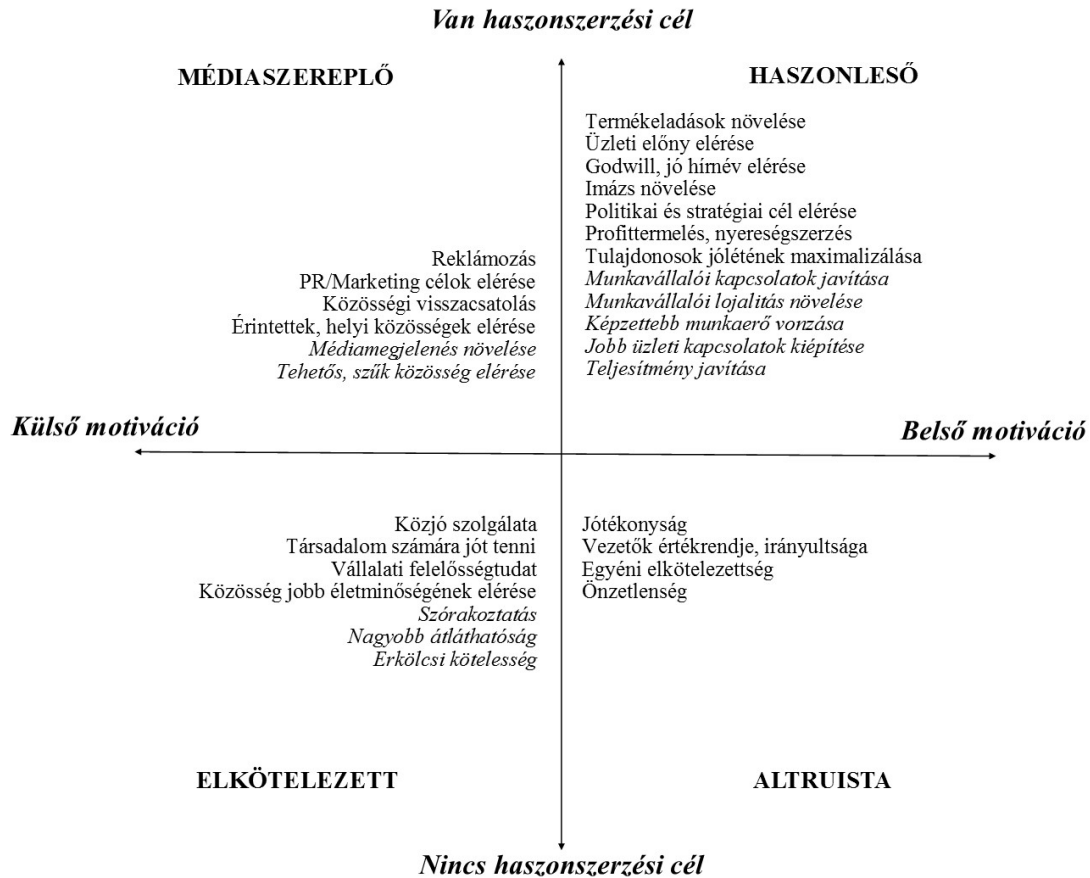 Van haszonszerzési cél
MÉDIASZEREPLŐ
HASZONLESŐ
Reklámozás
PR/Marketing célok elérése
Közösségi visszacsatolás
Érintettek, helyi közösségek elérése
Médiamegjelenés növelése
Tehetős, szűk közösség elérése
Termékeladások növelése
Üzleti előny elérése
Godwill, jó hírnév elérése
Imázs növelése
Politikai és stratégiai cél elérése
Profittermelés, nyereségszerzés
Tulajdonosok jólétének maximalizálása
Munkavállalói kapcsolatok javítása
Munkavállalói lojalitás növelése
Képzettebb munkaerő vonzása
Jobb üzleti kapcsolatok kiépítése
Teljesítmény javítása
Külső motiváció
Belső motiváció
Közjó szolgálata
Társadalom számára jót tenni
Vállalati felelősségtudat
Közösség jobb életminőségének elérése
Szórakoztatás
Nagyobb átláthatóság
Erkölcsi kötelesség
Jótékonyság
Vezetők értékrendje, irányultsága
Egyéni elkötelezettség
Önzetlenség
ELKÖTELEZETT
ALTRUISTA
Nincs haszonszerzési cél